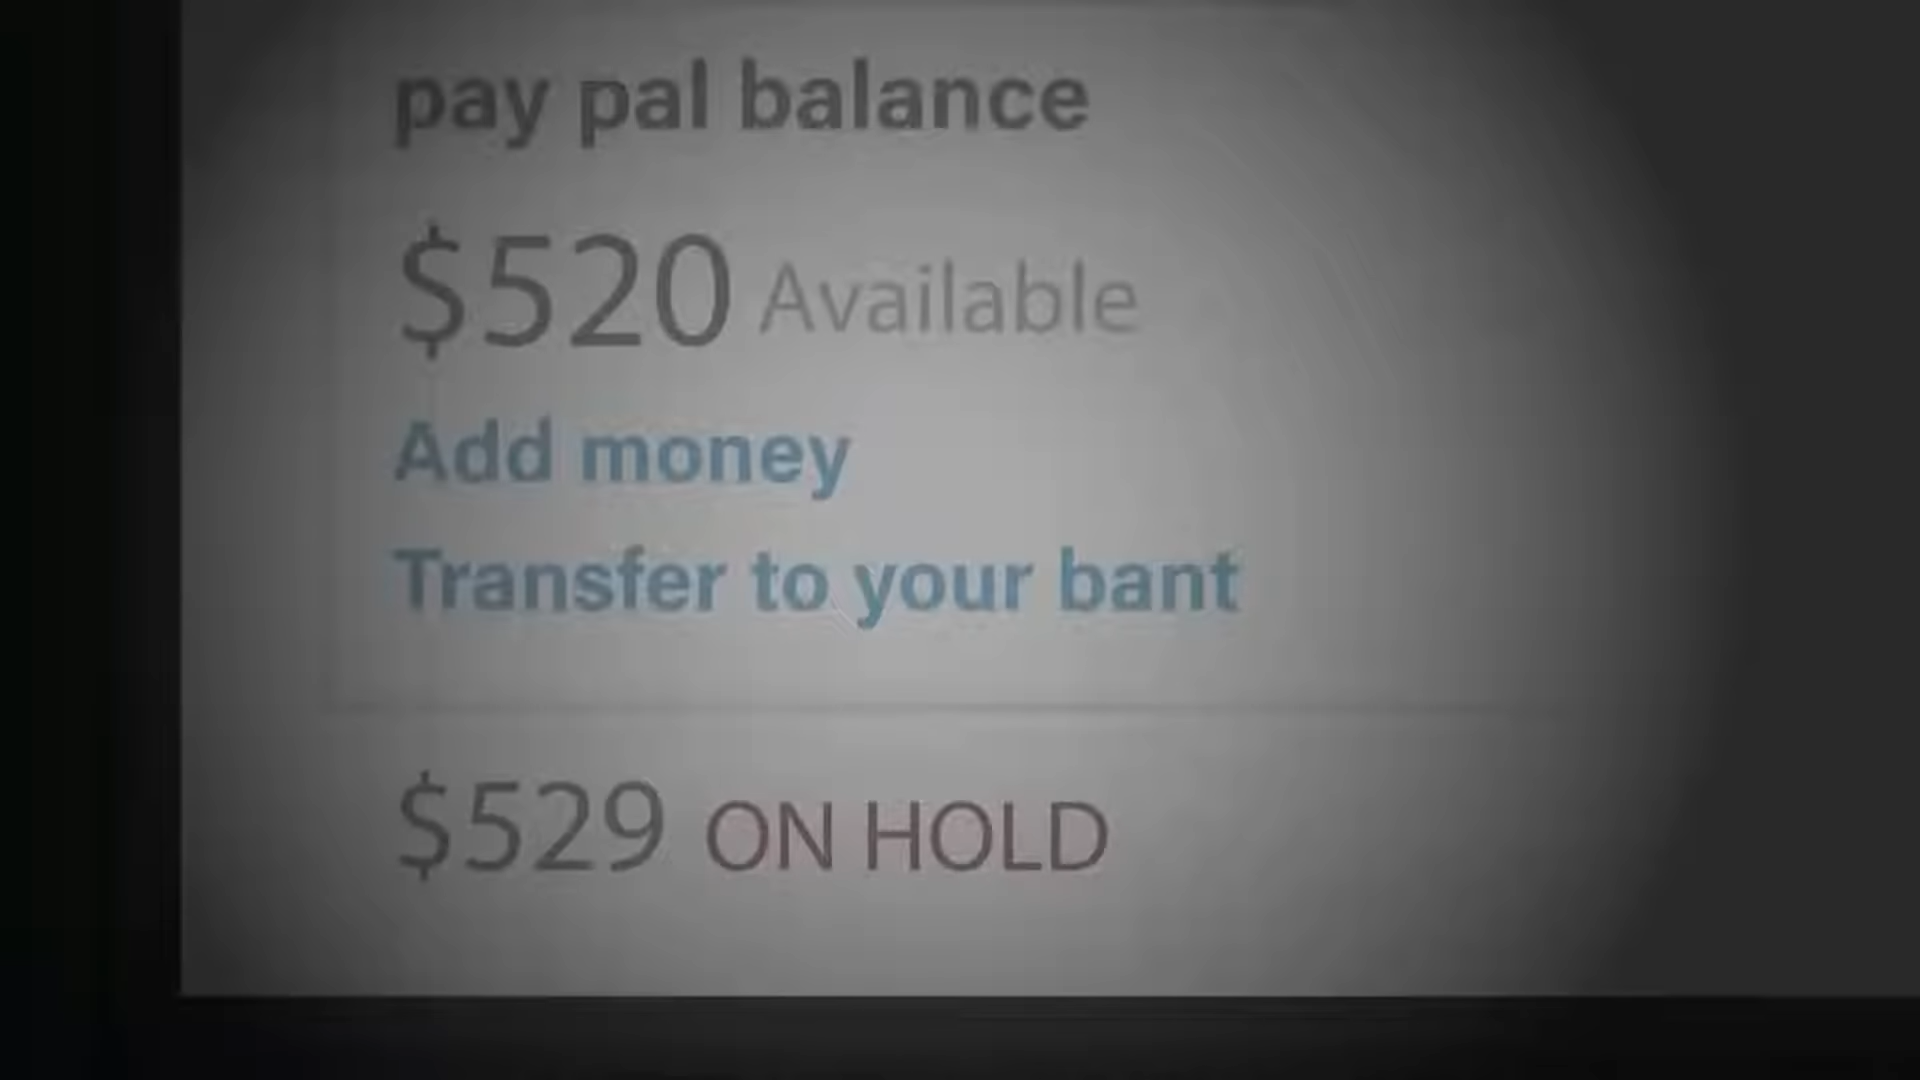 pay pal balance
$520 Available
Add money
Transfer to your bant
$529 ON HOLD